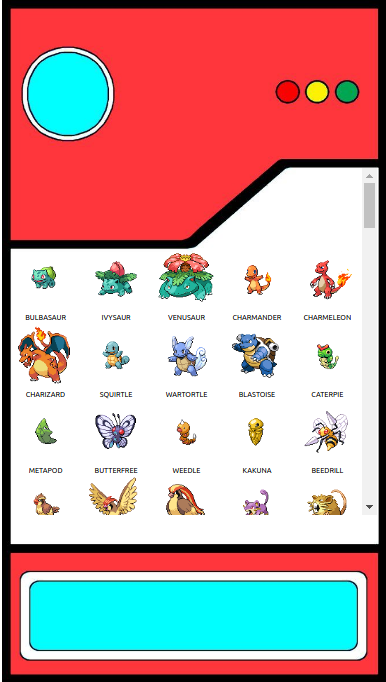 BULBASAUR IVYSAUR VENUSAUR CHARMANDER CHARMELEON
CHARIZARD SQUIRTLE WARTORTLE BLASTOISE CATERPIE
METAPOD BUTTERFREE WEEDLE KAKUNA BEEDRILL